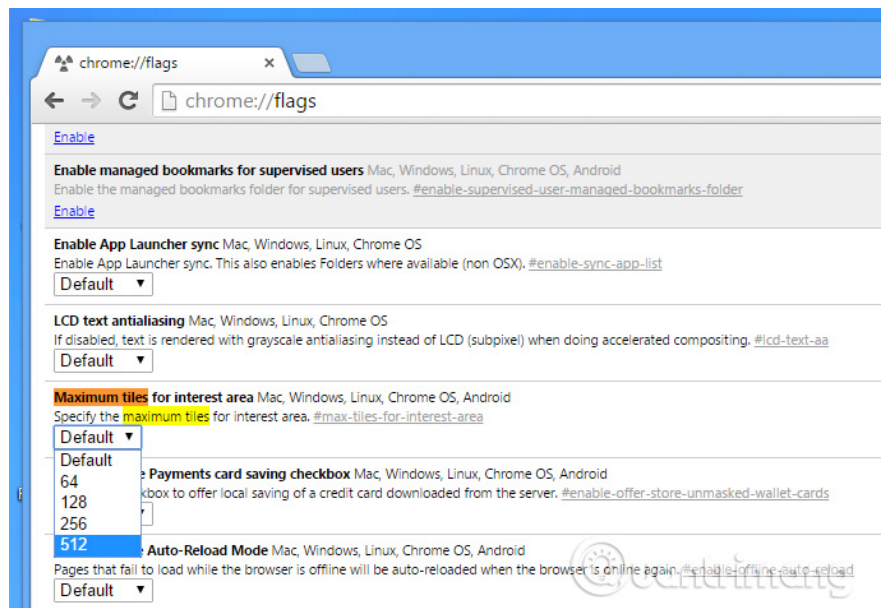 chrome://flags
chrome://flags
Enable
Enable managed bookmarks for supervised users Mac, Windows, Linux, Chrome OS, Android
Enable the managed bookmarks folder for supervised users. #enable-supervised-user-managed-bookmarks-folder
Enable
Enable App Launcher sync Mac, Windows, Linux, Chrome OS
Enable App Launcher sync. This also enables Folders where available (non OSX). #enable-sync-app-list
Default
LCD text antialiasing Mac, Windows, Linux, Chrome OS
If disabled, text is rendered with grayscale antialiasing instead of LCD (subpixel) when doing accelerated compositing. #lcd-text-aa
Default
Maximum tiles for interest area Mac, Windows, Linux, Chrome OS, Android
Specify the maximum tiles for interest area. #max-tiles-for-interest-area
Default
Default
64
128
256
512
Payments card saving checkbox Mac, Windows, Linux, Chrome OS, Android
to offer local saving of a credit card downloaded from the server. #enable-offer-store-unmasked-wallet-cards
Auto-Reload Mode Mac, Windows, Linux, Chrome OS, Android
Pages that fail to load while the browser is offline will be auto-reloaded when the browser is online again. #enable-offline-auto-reload
Default
Quantrimang